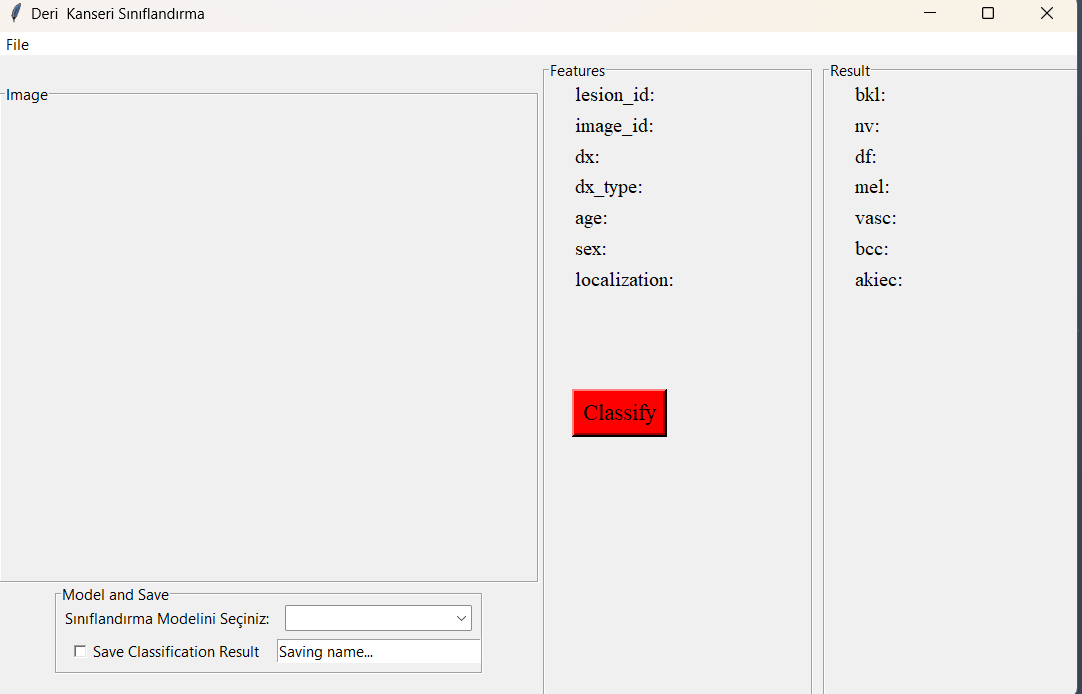 Deri  Kanseri Sınıflandırma
File
Image
Features
lesion_id:
image_id:
dx:
dx_type:
age:
sex:
localization:
Classify
Result
bkl:
nv:
df:
mel:
vasc:
bcc:
akiec:
Model and Save
Sınıflandırma Modelini Seçiniz:
Save Classification Result
Saving name...